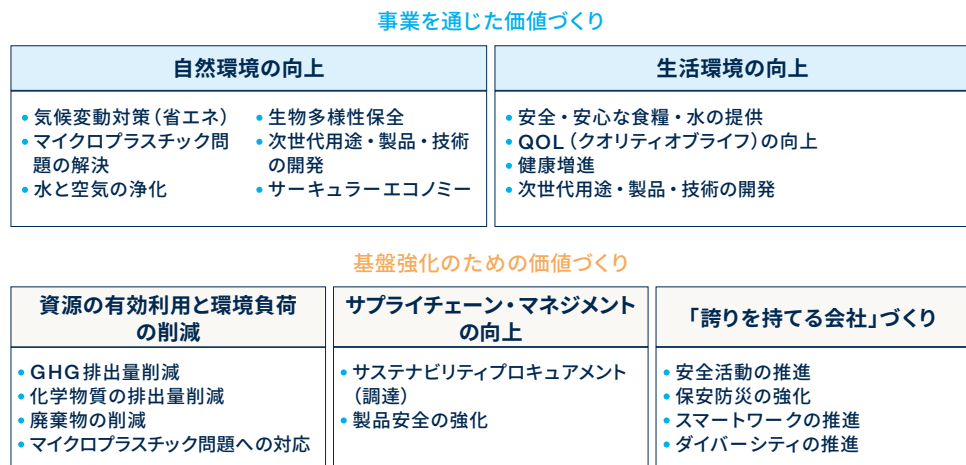 事業を通じた価値づくり
自然環境の向上
• 気候変動対策（省エネ）
• マイクロプラスチック問
題の解決
• 水と空気の浄化
• 生物多様性保全
• 次世代用途・製品・技術
の開発
• サーキュラーエコノミー
生活環境の向上
• 安全・安心な食糧・水の提供
• QOL（クオリティオブライフ）の向上
• 健康増進
• 次世代用途・製品・技術の開発
基盤強化のための価値づくり
資源の有効利用と環境負荷
の削減
• GHG排出量削減
• 化学物質の排出量削減
• 廃棄物の削減
• マイクロプラスチック問題への対応
サプライチェーン・マネジメント
の向上
• サステナビリティプロキュアメント
（調達）
• 製品安全の強化
「誇りを持てる会社」づくり
• 安全活動の推進
• 保安防災の強化
• スマートワークの推進
• ダイバーシティの推進